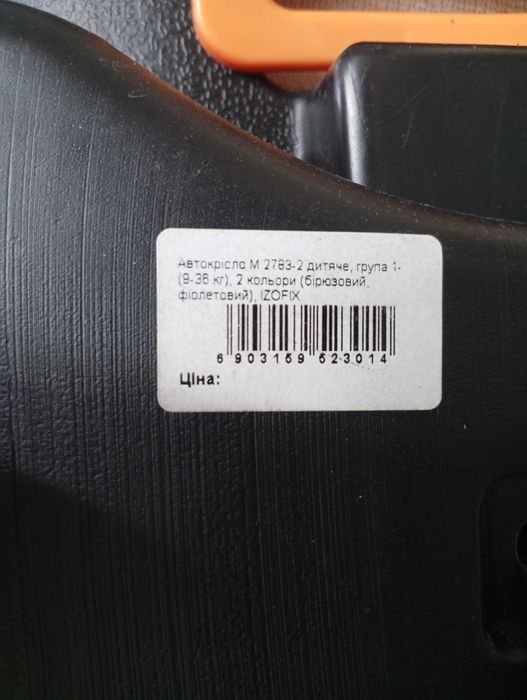 Автокрісло M 2783-2 дитяче, група 1-
(9-36 кг), 2 кольори (бірюзовий,
фіолетовий), IZOFIX
6 903159 523014
Ціна: